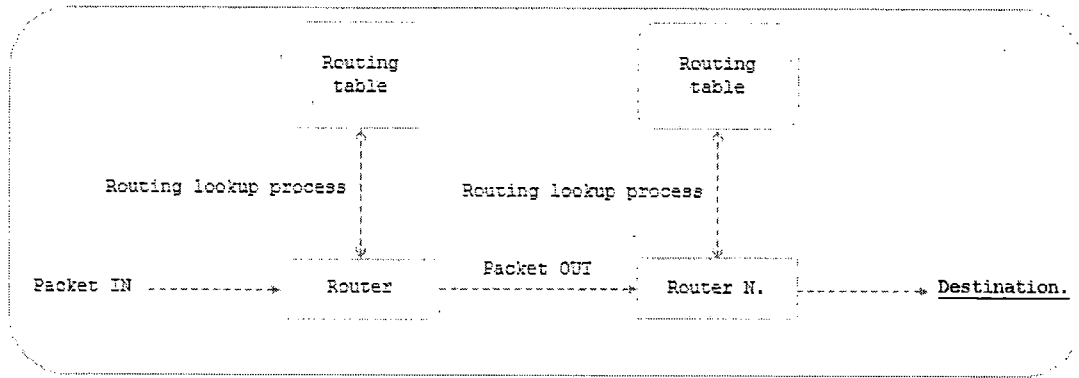 Routing
table
Routing
table
Routing lookup process
Routing lookup process
Packet IN
Router
Packet OUT
Router N.
Destination.